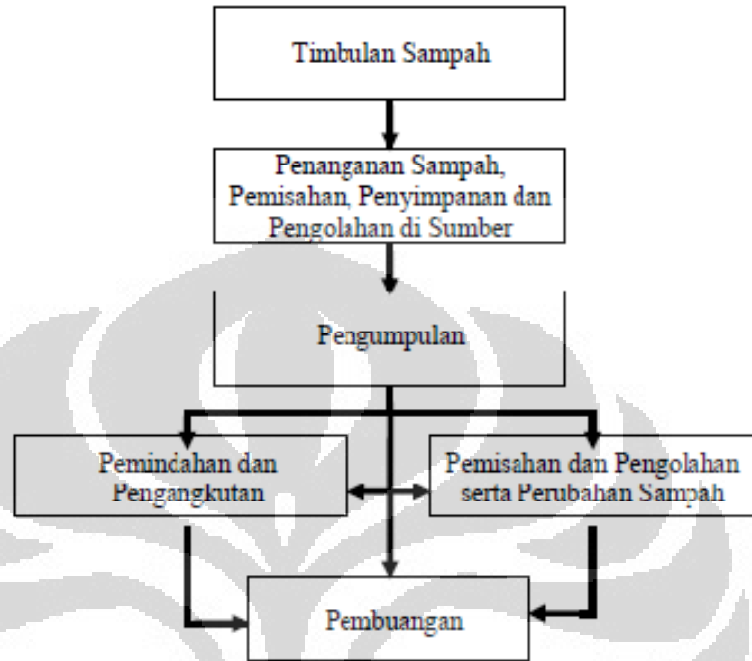 Timbulan Sampah
Penanganan Sampah,
Pemisahan, Penyimpanan dan
Pengolahan di Sumber
Pengumpulan
Pemindahan dan
Pengangkutan
Pemisahan dan Pengolahan
serta Perubahan Sampah
Pembuangan